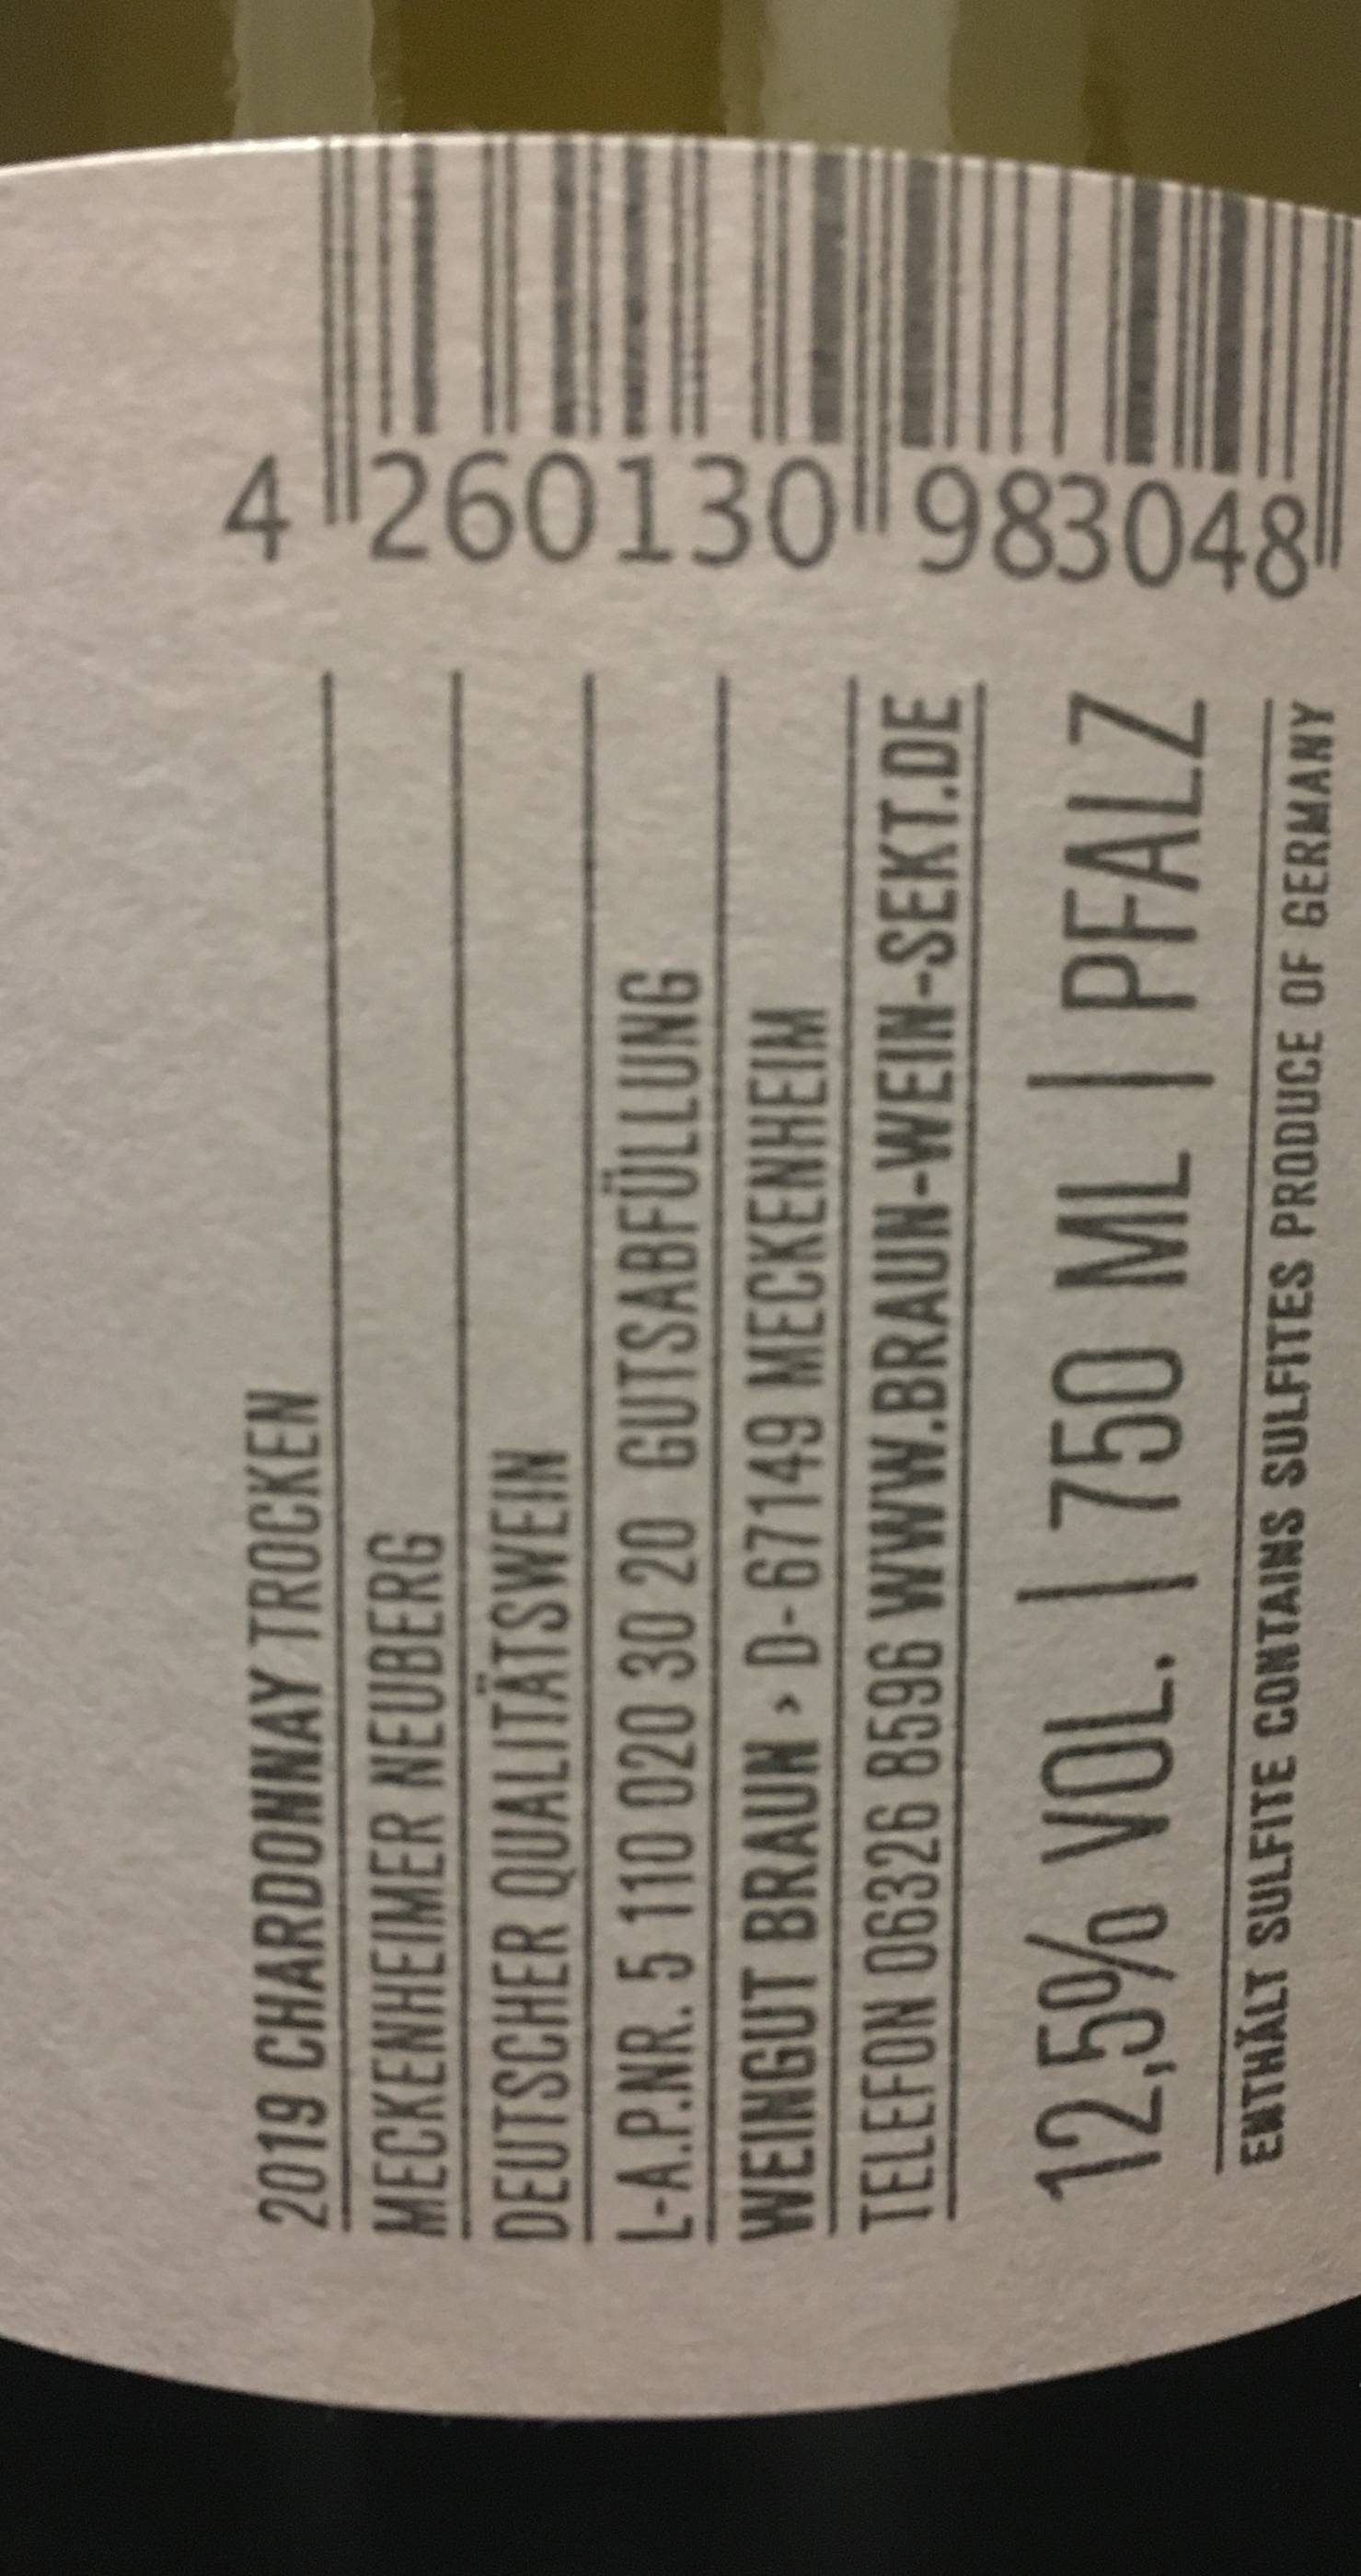 2019 CHARDONNAY TROCKEN
MECKENHEIMER NEUBERG
DEUTSCHER QUALITÄTSWEIN
L-A.P.NR. 5 110 020 30 20 GUTSABFÜLLUNG
WEINGUT BRAUN › D- 67149 MECKENHEIM
TELEFON 06326 8596 WWW.BRAUN-WEIN-SEKT.DE
12,5% VOL. | 750 ML | PFALZ
ENTHÄLT SULFITE CONTAINS SULFITES PRODUCE OF GERMANY
4 260130 983048